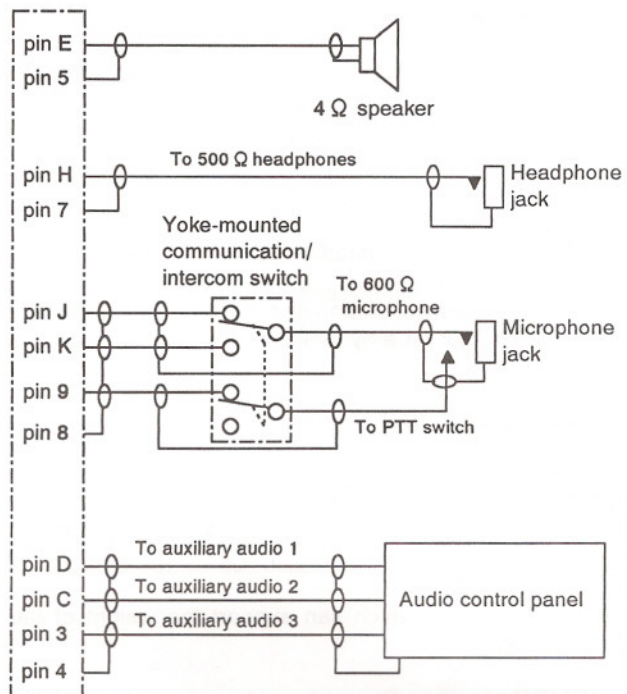 pin E
pin 5
4 Ω speaker
pin H
To 500 Ω headphones
Headphone
jack
pin 7
Yoke-mounted
communication/
intercom switch
To 600 Ω
microphone
pin J
pin K
Microphone
jack
pin 9
pin 8
To PTT switch
pin D
To auxiliary audio 1
pin C
To auxiliary audio 2
Audio control panel
pin 3
To auxiliary audio 3
pin 4